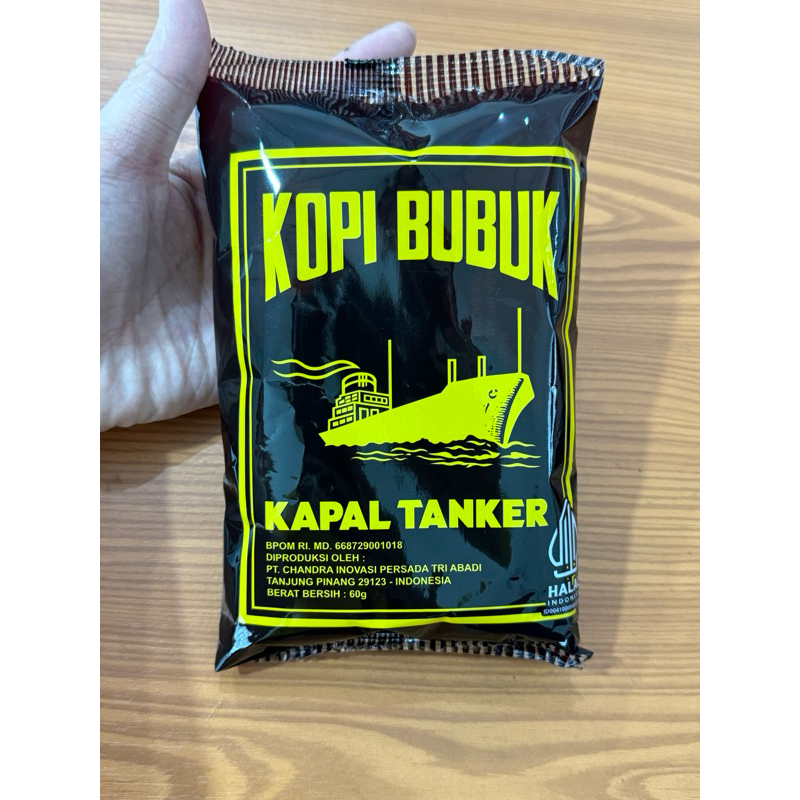 KOPI BUBUK
KAPAL TANKER
BPOM RI. MD. 668729001018
DIPRODUKSI OLEH :
PT. CHANDRA INOVASI PERSADA TRI ABADI
TANJUNG PINANG 29123 - INDONESIA
BERAT BERSIH : 60g